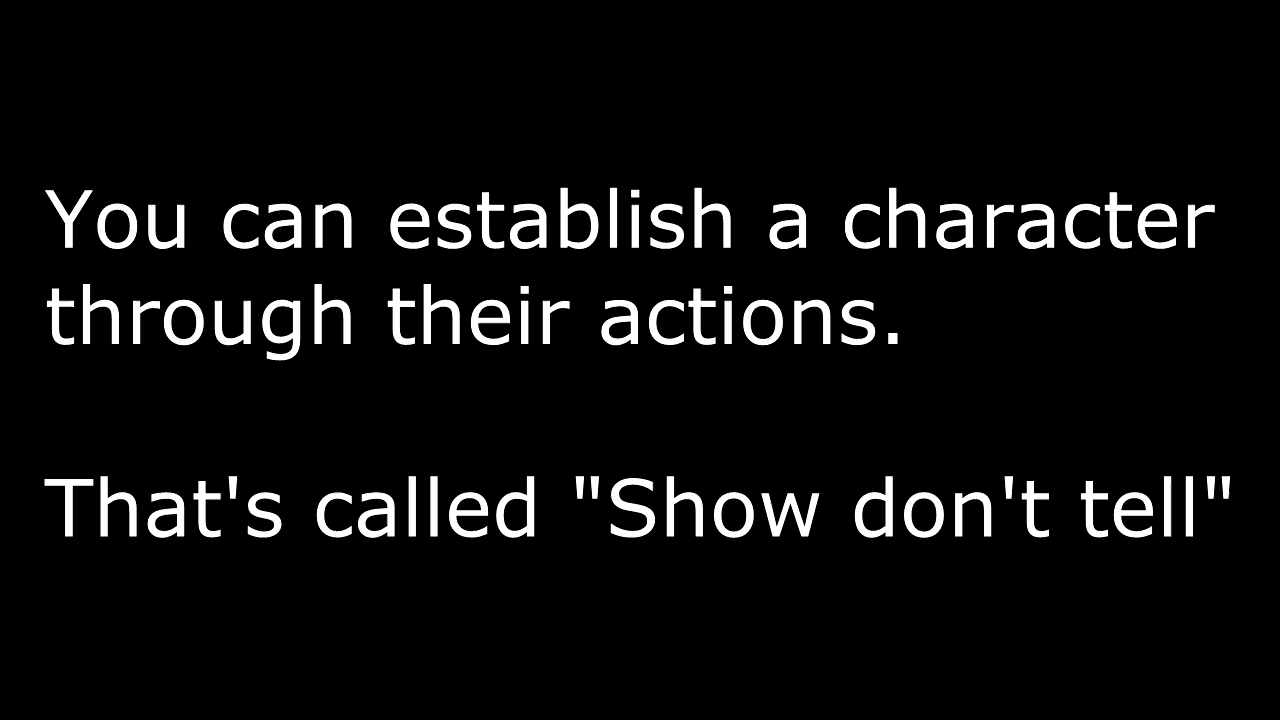 You can establish a character
through their actions.
That's called "Show don't tell"